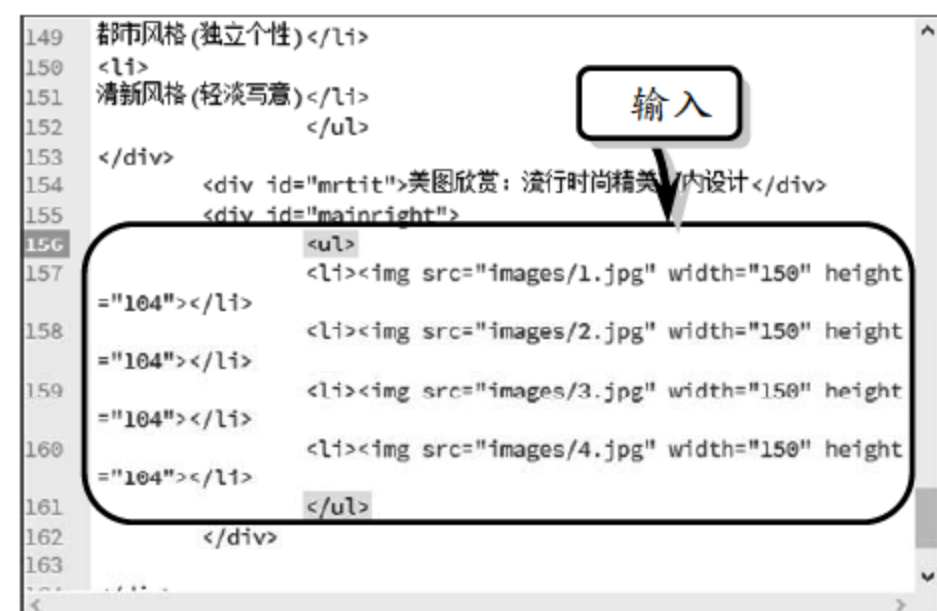 149 都市风格(独立个性)</li>
150 <li>
151 清新风格(轻淡写意)</li>
输入
152 </ul>
153 </div>
154 <div id="mrtit">美图欣赏：流行时尚精美 内设计</div>
155 <div id="mainright">
156 <ul>
157 <li><img src="images/1.jpg" width="150" height
="104"></li>
158 <li><img src="images/2.jpg" width="150" height
="104"></li>
159 <li><img src="images/3.jpg" width="150" height
="104"></li>
160 <li><img src="images/4.jpg" width="150" height
="104"></li>
161 </ul>
162 </div>
163